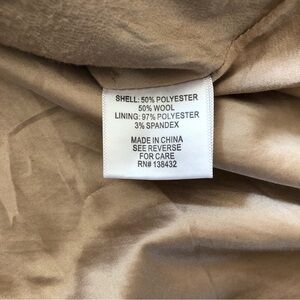 SHELL: 50% POLYESTER
50% WOOL
LINING: 97% POLYESTER
3% SPANDEX
MADE IN CHINA
SEE REVERSE
FOR CARE
RN# 138432